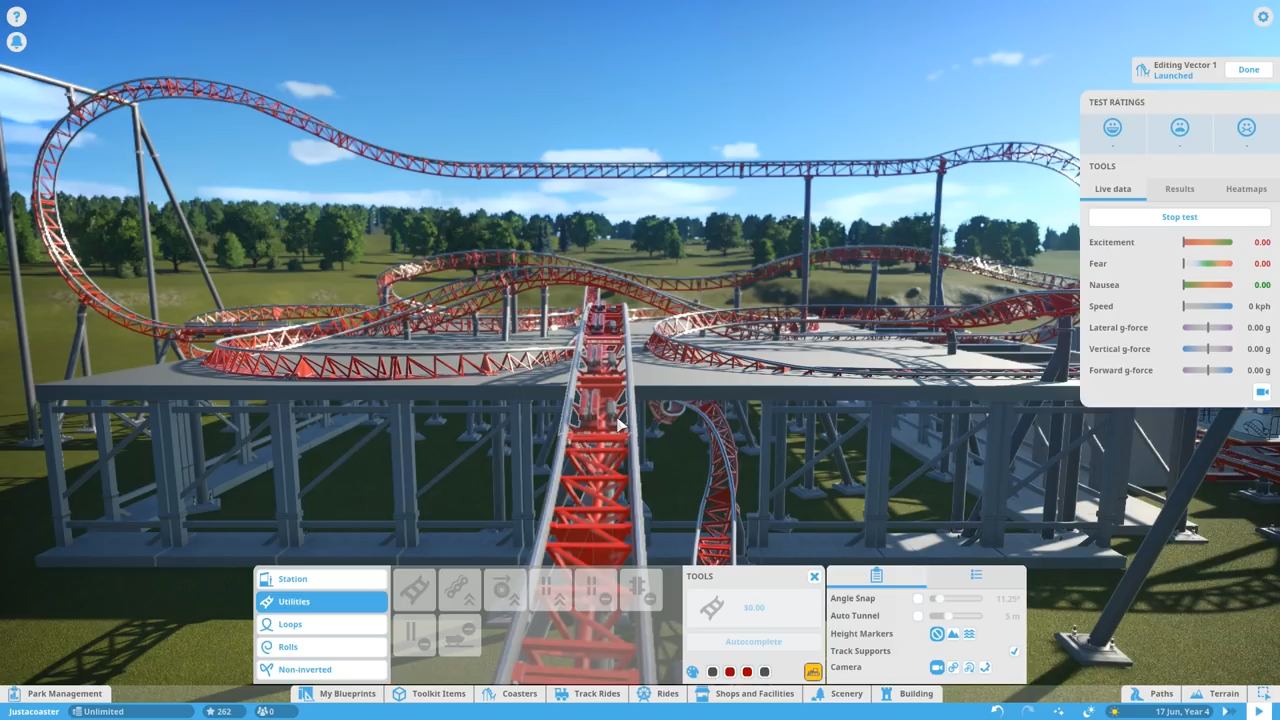 ?
Editing Vector 1
Launched
Done
TEST RATINGS
-
-
-
TOOLS
Live data
Results
Heatmaps
Stop test
Excitement
0.00
Fear
0.00
Nausea
0.00
Speed
0 kph
Lateral g-force
0.00 g
Vertical g-force
0.00 g
Forward g-force
0.00 g
Station
Utilities
Loops
Rolls
Non-inverted
TOOLS
$0.00
Autocomplete
Angle Snap
11.25°
Auto Tunnel
5 m
Height Markers
Track Supports
Camera
Park Management
My Blueprints
Toolkit Items
Coasters
Track Rides
Rides
Shops and Facilities
Scenery
Building
Paths
Terrain
Justacoaster
Unlimited
262
0
17 Jun, Year 4